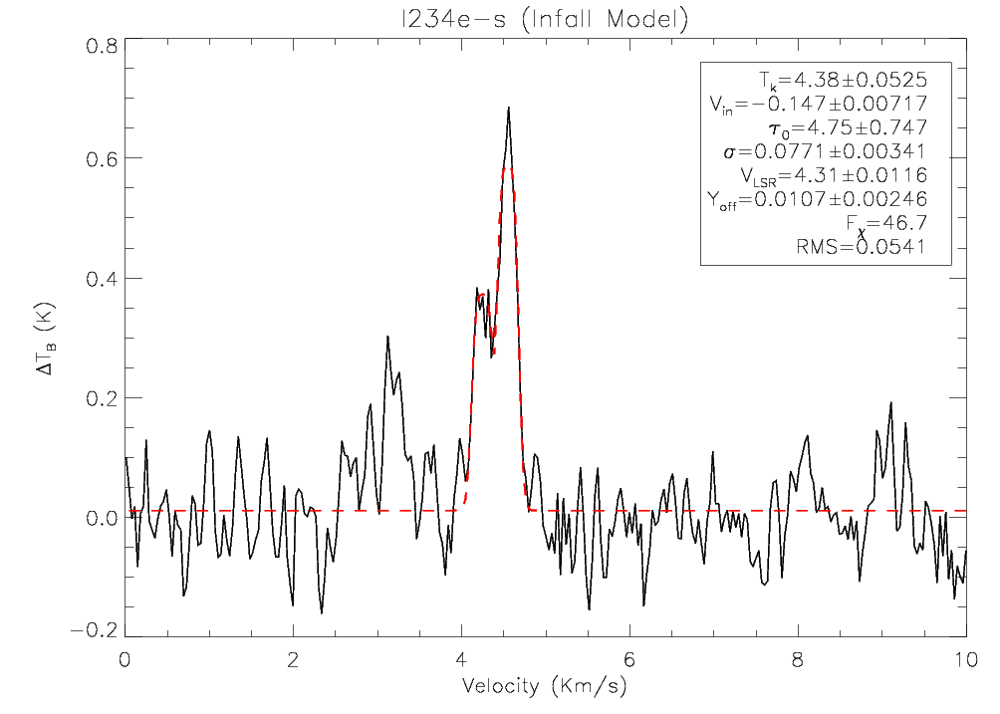 I234e-s (Infall Model)
0.8
0.6
0.4
0.2
0.0
-0.2
ΔT_B (K)
T_k=4.38±0.0525
V_in=-0.147±0.00717
τ_0=4.75±0.747
σ=0.0771±0.00341
V_LSR=4.31±0.0116
Y_off=0.0107±0.00246
F_χ=46.7
RMS=0.0541
0 2 4 6 8 10
Velocity (Km/s)